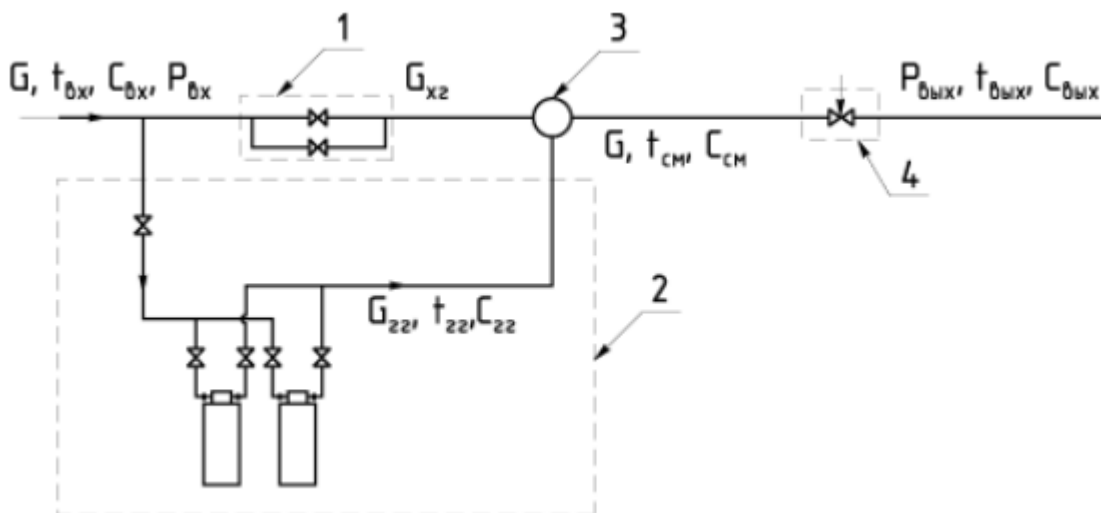 1
3
G, tвх, Cвх, Pвх
Gхг
Pвых, tвых, Cвых
G, tсм, Cсм
4
2
Gгг, tгг,Cгг